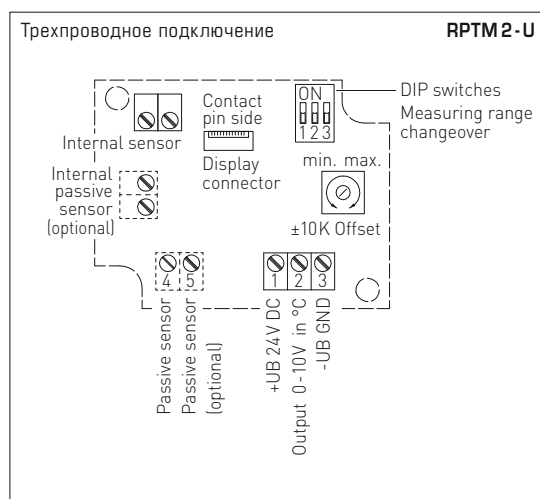 Трехпроводное подключение
RPTM 2 - U
ON
1 2 3
DIP switches
Measuring range
changeover
Contact
pin side
Internal sensor
Display
connector
min. max.
Internal
passive
sensor
(optional)
±10K Offset
4
5
1
2
3
Passive sensor
Passive sensor
(optional)
+UB 24V DC
Output 0-10V in °C
-UB GND